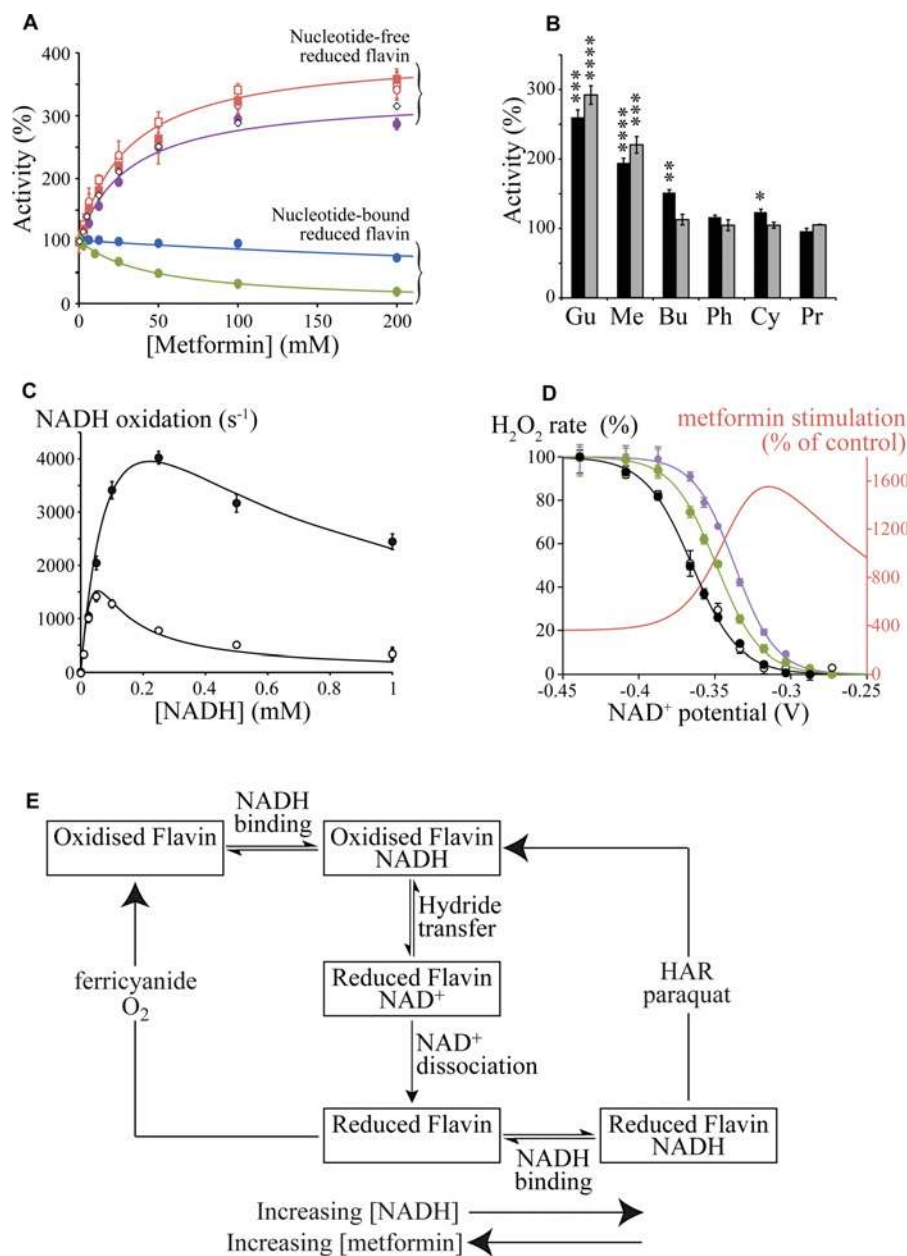 A
Nucleotide-free
reduced flavin
Activity (%)
400
300
200
100
0
Nucleotide-bound
reduced flavin
0 50 100 150 200
[Metformin] (mM)
B
Activity (%)
300
200
100
0
*** **** **** *** ** *
Gu Me Bu Ph Cy Pr
C
NADH oxidation (s⁻¹)
4000
3000
2000
1000
0
0 0.2 0.4 0.6 0.8 1
[NADH] (mM)
D
H₂O₂ rate (%)
metformin stimulation
(% of control)
100
80
60
40
20
0
1600
1200
800
400
0
-0.45 -0.4 -0.35 -0.3 -0.25
NAD⁺ potential (V)
E
Oxidised Flavin
NADH
binding
Oxidised Flavin
NADH
Hydride
transfer
ferricyanide
O₂
Reduced Flavin
NAD⁺
HAR
paraquat
NAD⁺
dissociation
Reduced Flavin
NADH
binding
Reduced Flavin
NADH
Increasing [NADH]
Increasing [metformin]